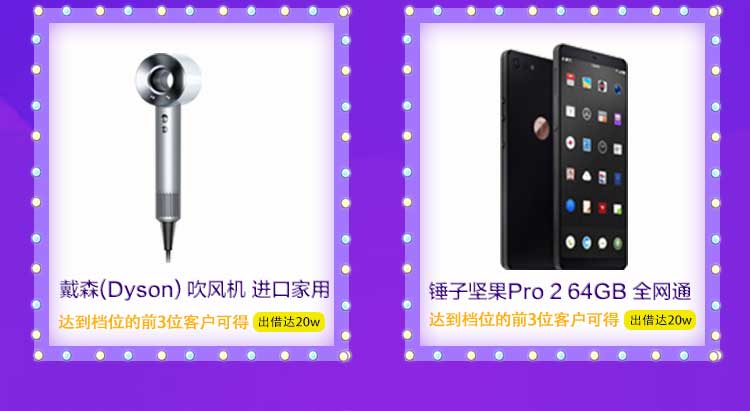 戴森(Dyson) 吹风机 进口家用
达到档位的前3位客户可得 出借达20w
锤子坚果Pro 2 64GB 全网通
达到档位的前3位客户可得 出借达20w